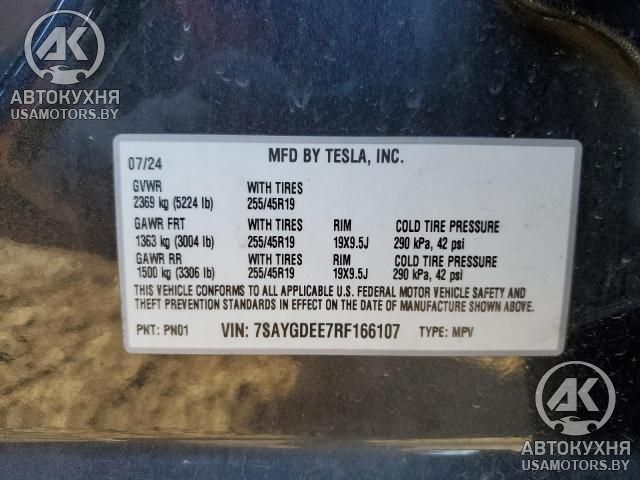 AK
АВТОКУХНЯ
USAMOTORS.BY
07/24 MFD BY TESLA, INC.
GVWR WITH TIRES
2369 kg (5224 lb) 255/45R19
GAWR FRT WITH TIRES RIM COLD TIRE PRESSURE
1363 kg (3004 lb) 255/45R19 19X9.5J 290 kPa, 42 psi
GAWR RR WITH TIRES RIM COLD TIRE PRESSURE
1500 kg (3306 lb) 255/45R19 19X9.5J 290 kPa, 42 psi
THIS VEHICLE CONFORMS TO ALL APPLICABLE U.S. FEDERAL MOTOR VEHICLE SAFETY AND
THEFT PREVENTION STANDARDS IN EFFECT ON THE DATE OF MANUFACTURE SHOWN ABOVE.
PNT: PN01 VIN: 7SAYGDEE7RF166107 TYPE: MPV
AK
АВТОКУХНЯ
USAMOTORS.BY